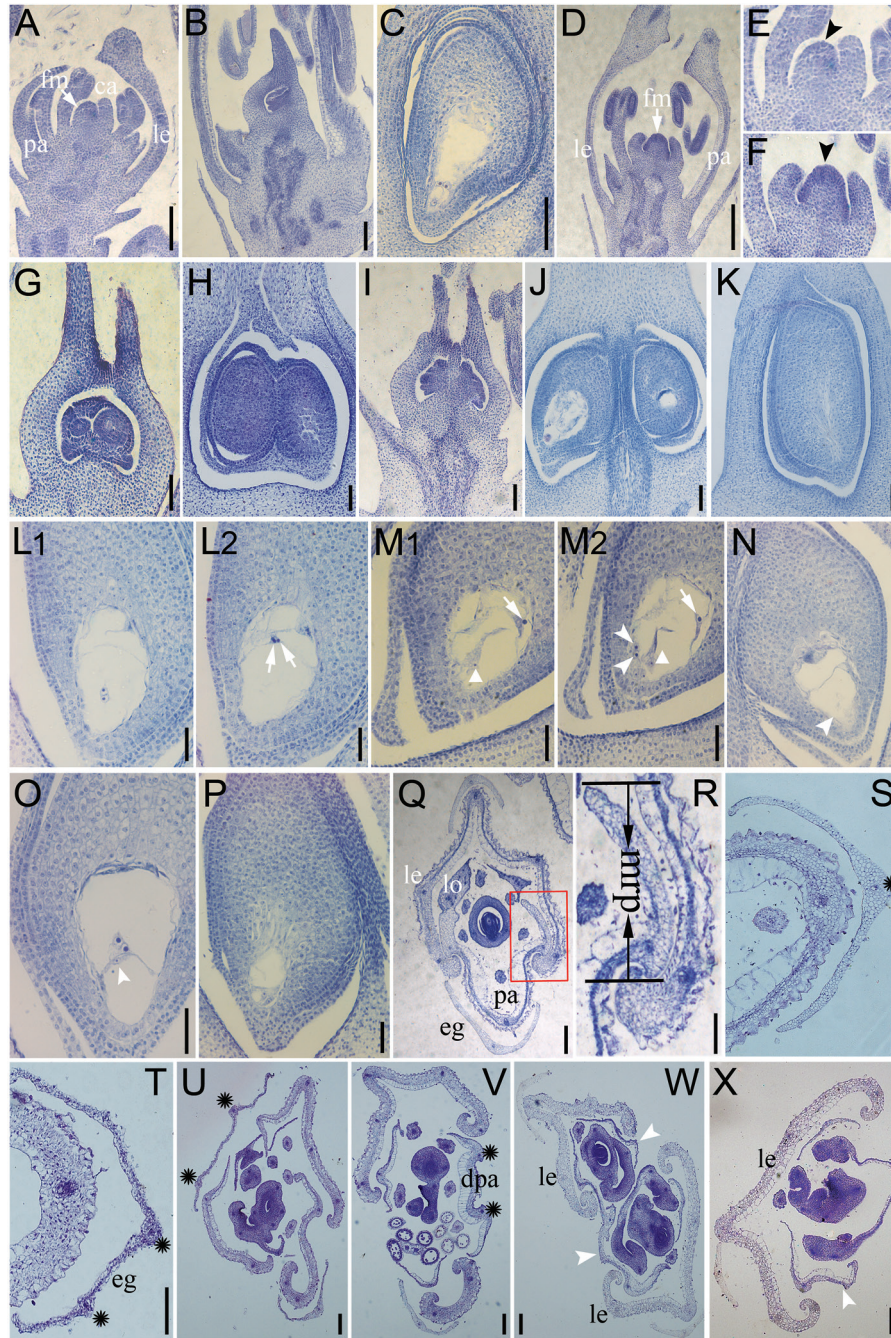 A B C D E
fm ca pa le
fm le pa
F
G H I J K
L1 L2 M1 M2 N
O P Q R S
le lo pa eg
mrp
*
T U V W X
eg * *
* *
dpa * *
le le
le